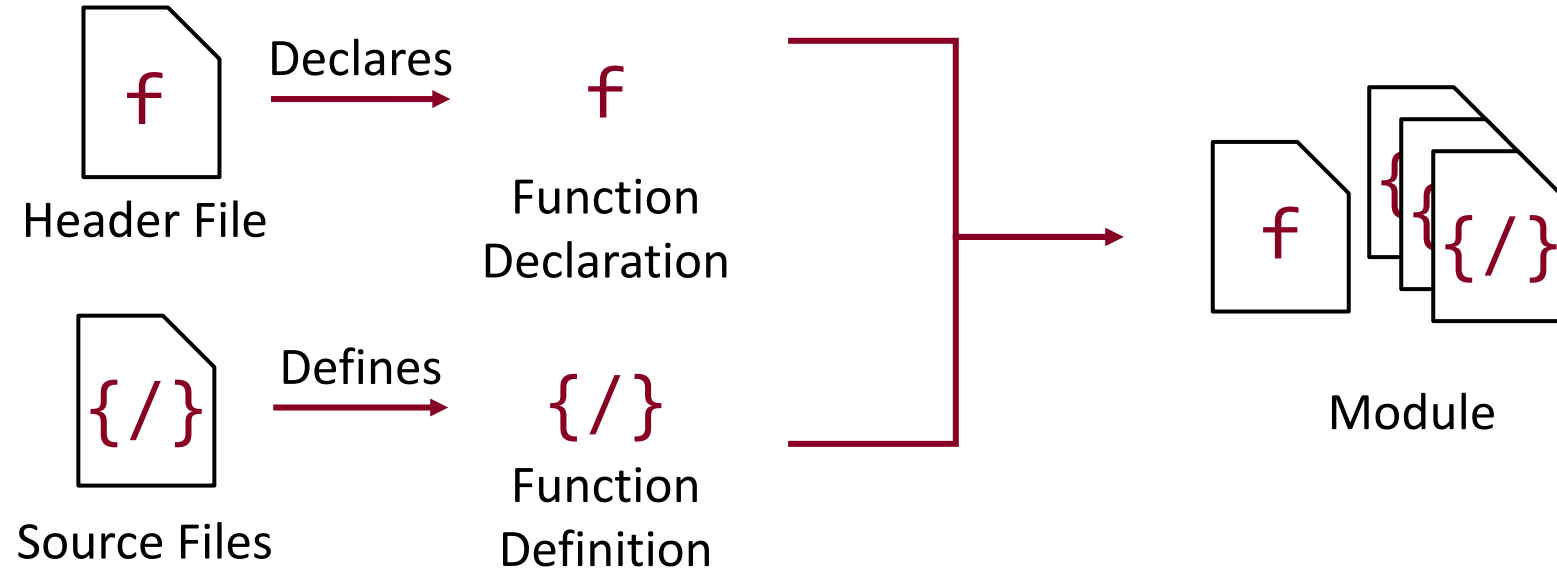 f
Declares
f
Header File
Function
Declaration
{/}
Defines
{/}
Source Files
Function
Definition
f
{
{
{/}
Module